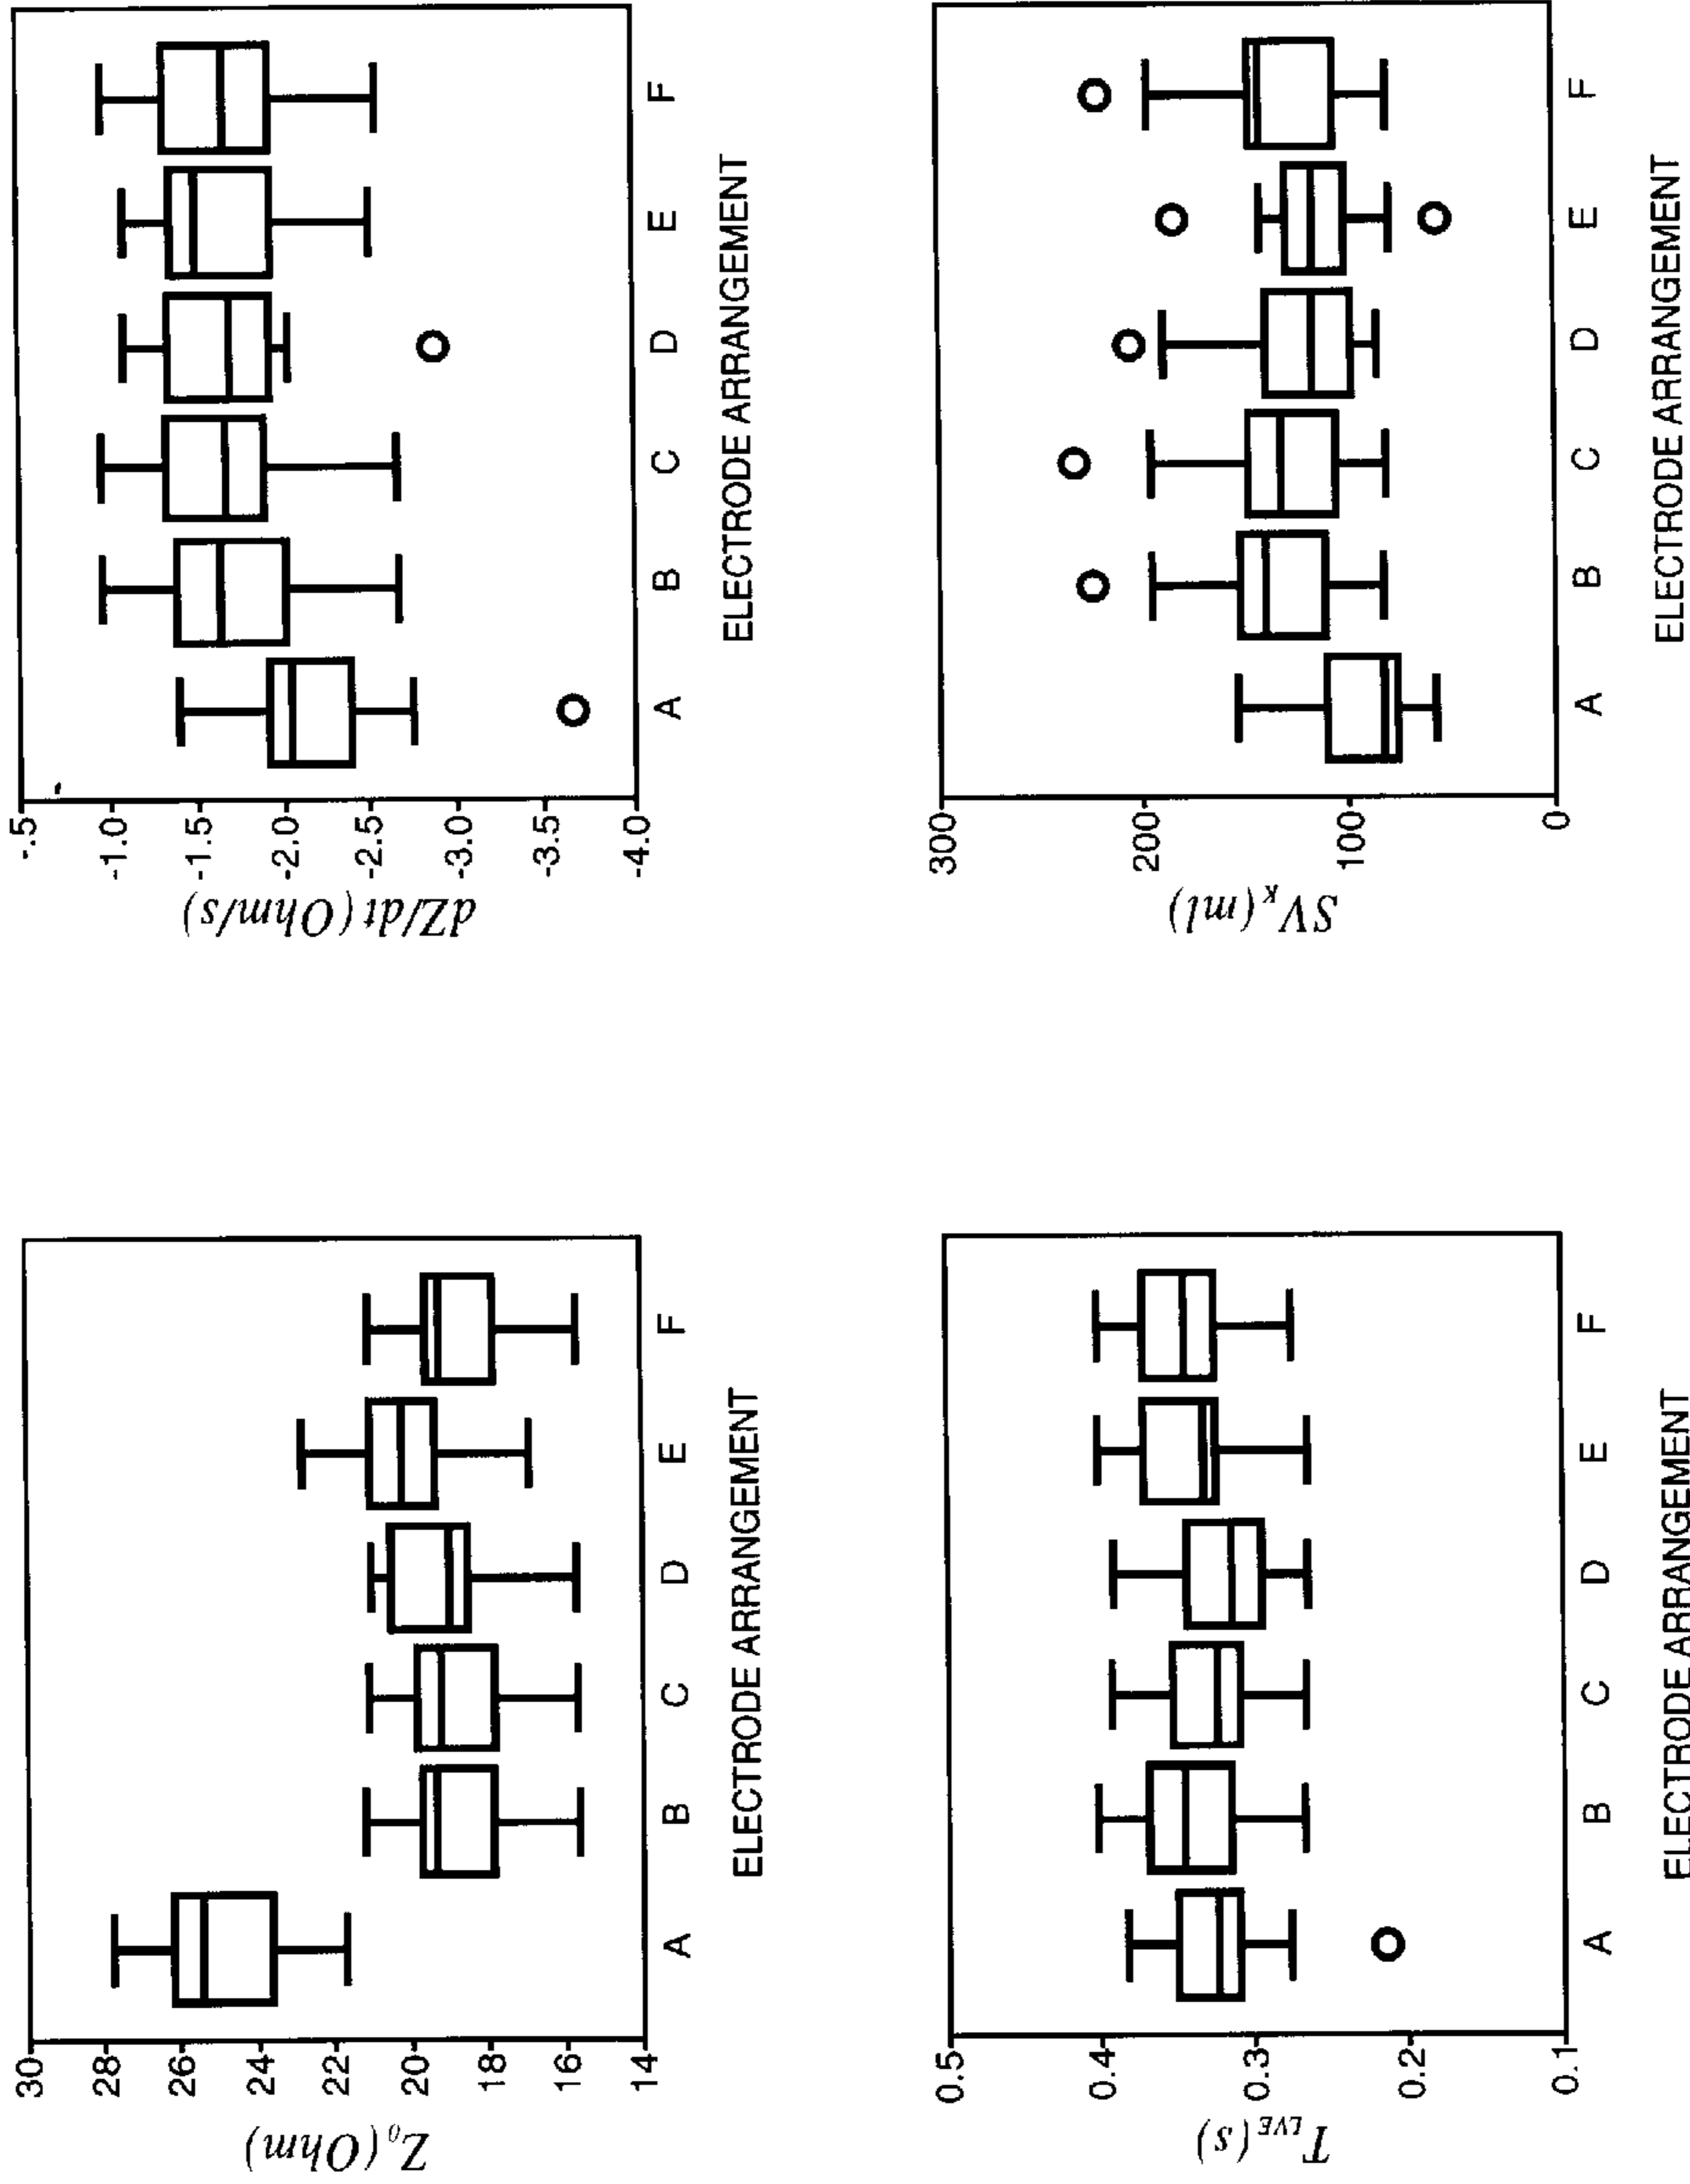 Z₀ (Ohm)
30
28
26
24
22
20
18
16
14
A B C D E F
ELECTRODE ARRANGEMENT
dZ/dt (Ohm/s)
-.5
-1.0
-1.5
-2.0
-2.5
-3.0
-3.5
-4.0
A B C D E F
ELECTRODE ARRANGEMENT
T LVE (s)
0.5
0.4
0.3
0.2
0.1
A B C D E F
ELECTRODE ARRANGEMENT
SV K (ml)
300
200
100
0
A B C D E F
ELECTRODE ARRANGEMENT